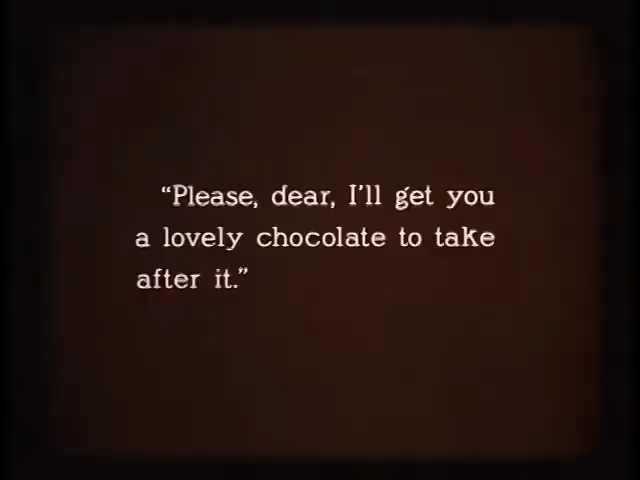 “Please, dear, I'll get you
a lovely chocolate to take
after it.”